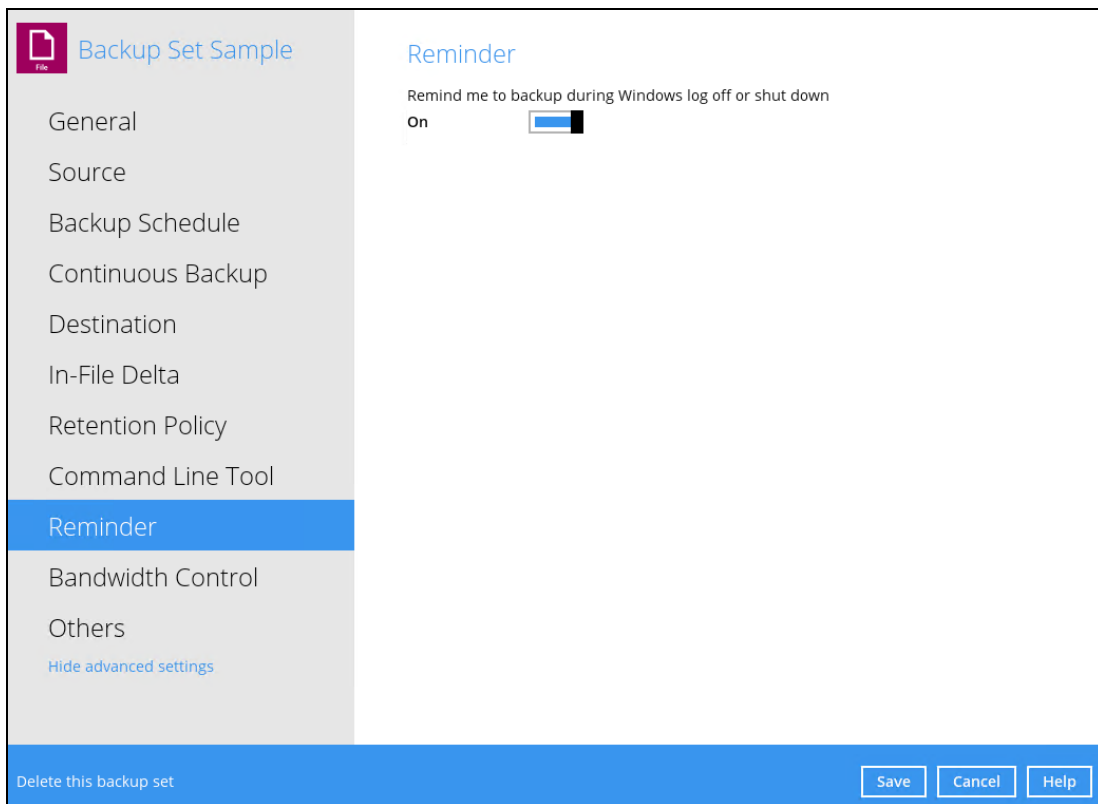 File
Backup Set Sample
General
Source
Backup Schedule
Continuous Backup
Destination
In-File Delta
Retention Policy
Command Line Tool
Reminder
Bandwidth Control
Others
Hide advanced settings
Reminder
Remind me to backup during Windows log off or shut down
On
Delete this backup set
Save
Cancel
Help